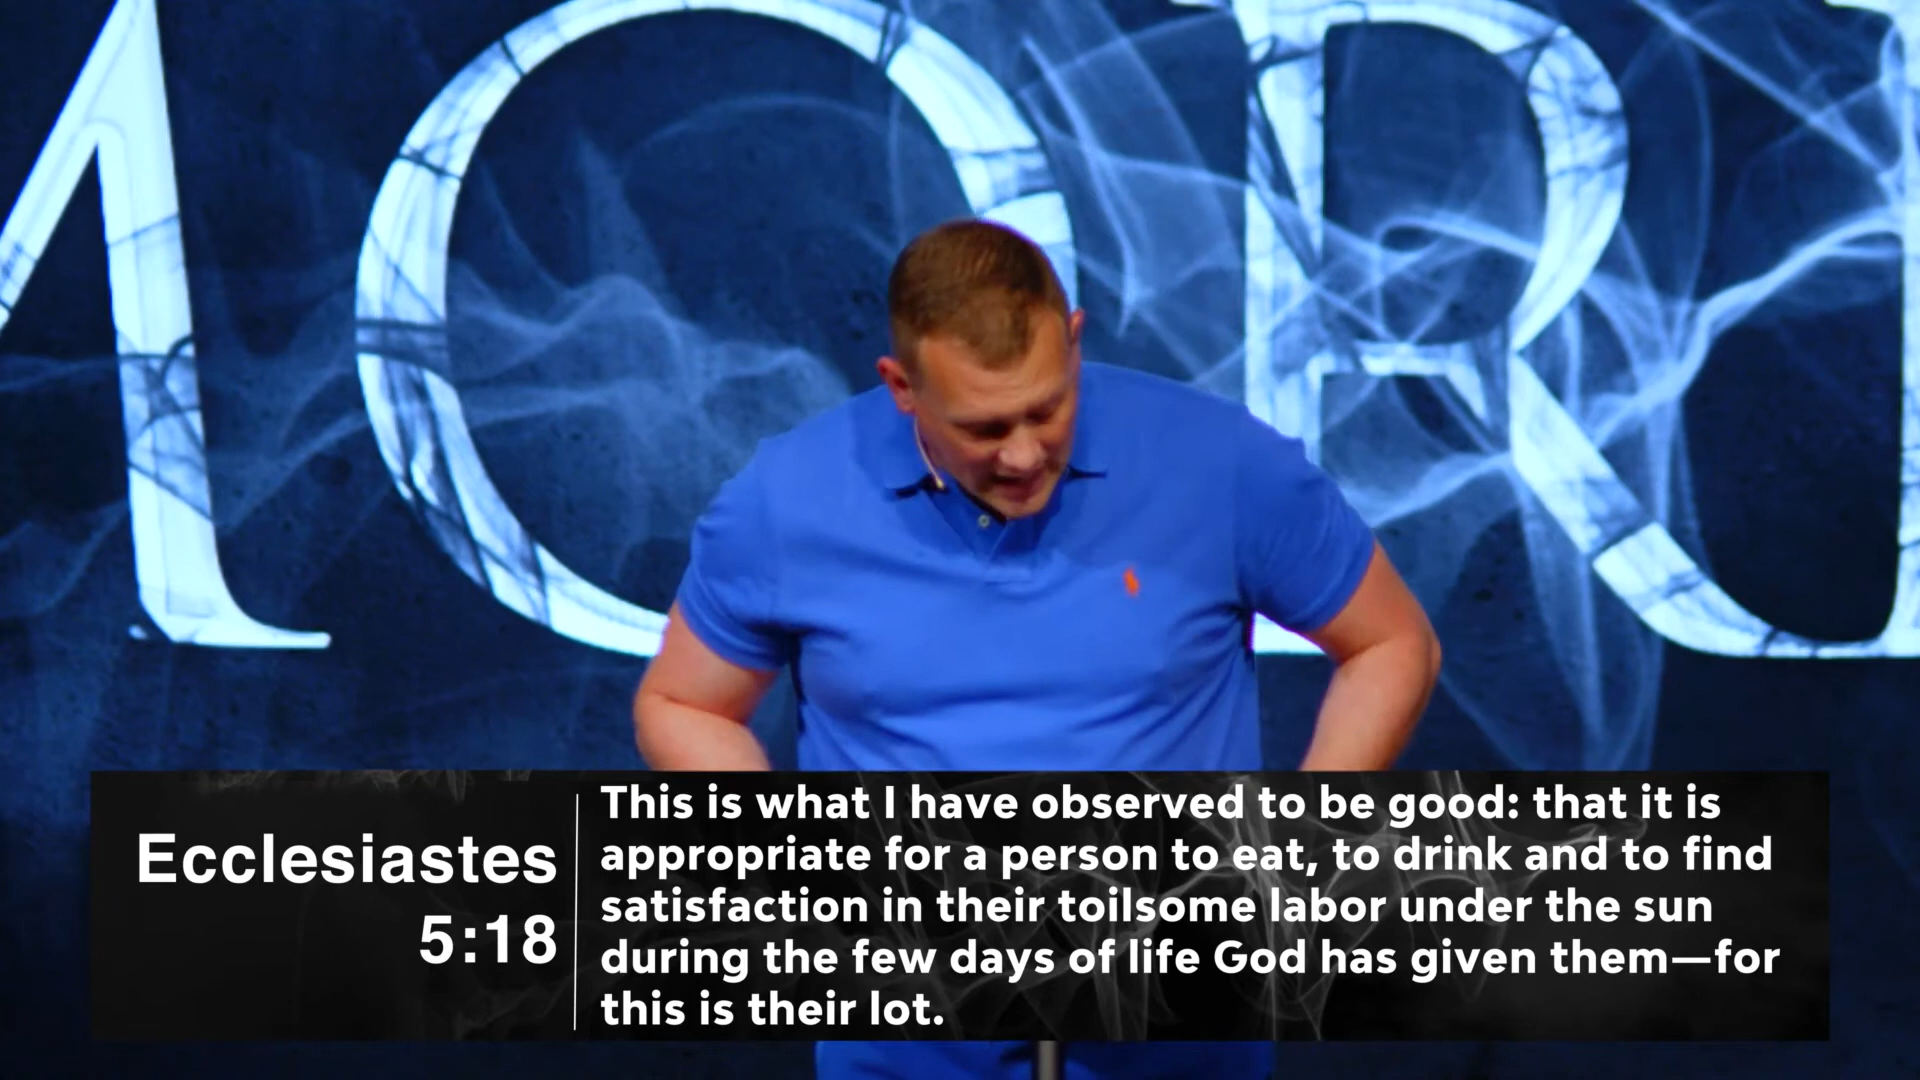 MORI
Ecclesiastes
5:18
This is what I have observed to be good: that it is
appropriate for a person to eat, to drink and to find
satisfaction in their toilsome labor under the sun
during the few days of life God has given them—for
this is their lot.